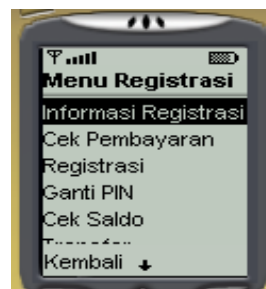 Menu Registrasi
Informasi Registrasi
Cek Pembayaran
Registrasi
Ganti PIN
Cek Saldo
Kembali